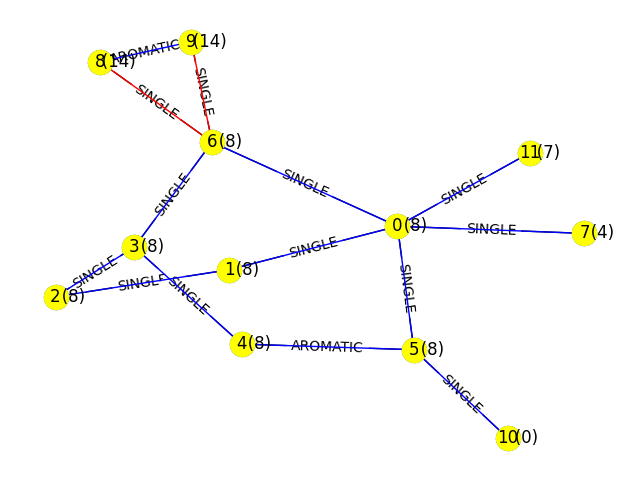 9(14)
8(14)
AROMATIC
SINGLE
SINGLE
6(8)
11(7)
SINGLE
SINGLE
SINGLE
0(8)
SINGLE
7(4)
3(8)
SINGLE
1(8)
SINGLE
2(8)
SINGLE
SINGLE
SINGLE
4(8)
AROMATIC
5(8)
SINGLE
10(0)